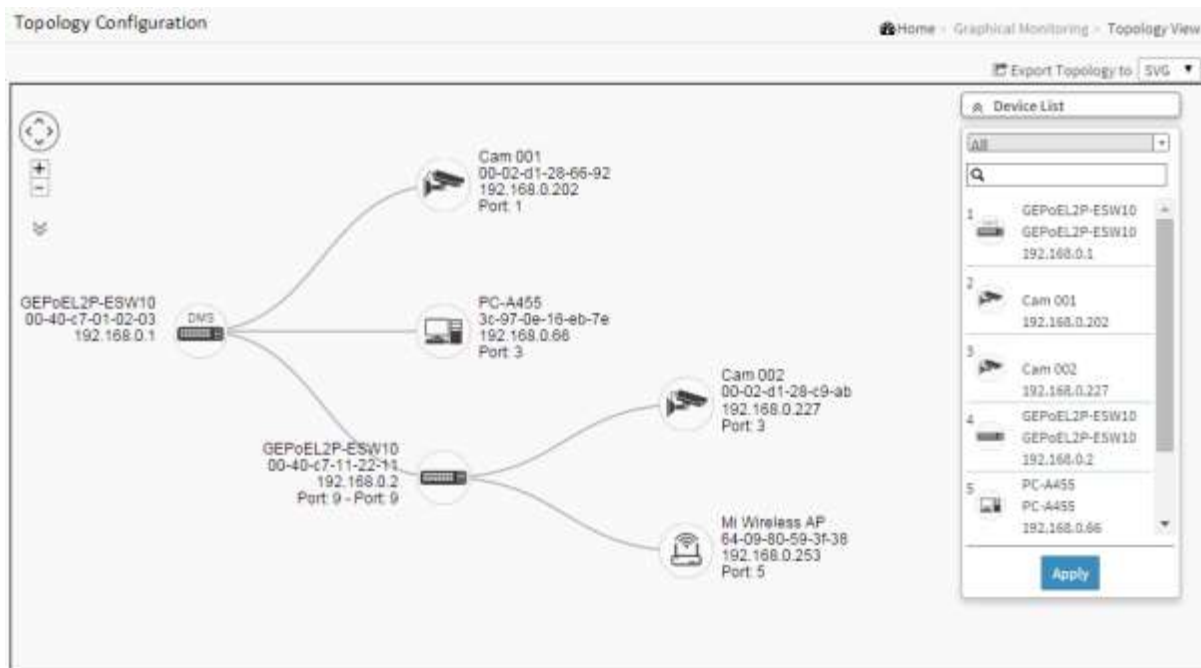 Topology Configuration
Home - Graphical Monitoring - Topology View
Export Topology to SVG
Device List
All
Cam 001
00-02-d1-28-66-92
192.168.0.202
Port: 1
GEPoEL2P-ESW10
00-40-c7-01-02-03
192.168.0.1
DMS
PC-A455
3c-97-0e-16-eb-7e
192.168.0.66
Port: 3
Cam 002
00-02-d1-28-c9-ab
192.168.0.227
Port: 3
GEPoEL2P-ESW10
00-40-c7-11-22-11
192.168.0.2
Port: 9 - Port: 9
Mi Wireless AP
64-09-80-59-3f-38
192.168.0.253
Port: 5
1
GEPoEL2P-ESW10
GEPoEL2P-ESW10
192.168.0.1
2
Cam 001
192.168.0.202
3
Cam 002
192.168.0.227
4
GEPoEL2P-ESW10
GEPoEL2P-ESW10
192.168.0.2
5
PC-A455
PC-A455
192.168.0.66
Apply